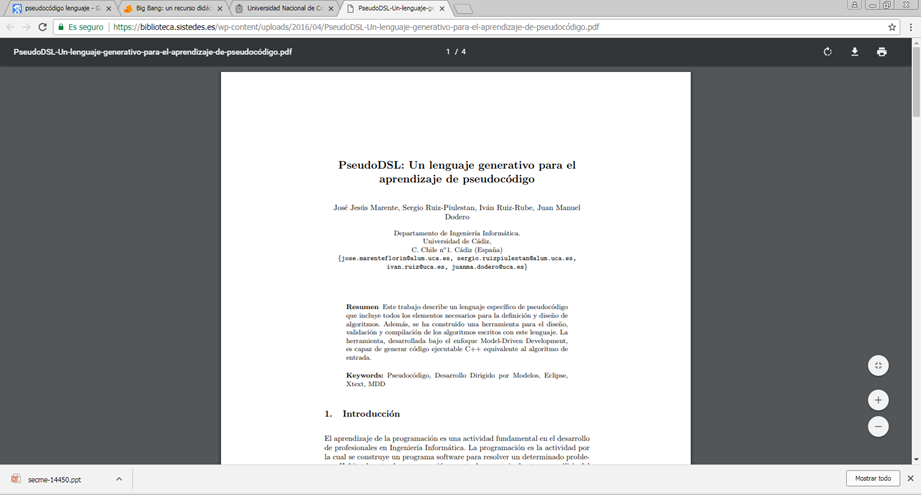 pseudocódigo lenguaje - G
Big Bang: un recurso didác
Universidad Nacional de Co
PseudoDSL-Un-lenguaje-ge
Es seguro | https://biblioteca.sistedes.es/wp-content/uploads/2016/04/PseudoDSL-Un-lenguaje-generativo-para-el-aprendizaje-de-pseudocódigo.pdf
PseudoDSL-Un-lenguaje-generativo-para-el-aprendizaje-de-pseudocódigo.pdf
1 / 4
PseudoDSL: Un lenguaje generativo para el
aprendizaje de pseudocódigo
José Jesús Marente, Sergio Ruiz-Piulestan, Iván Ruiz-Rube, Juan Manuel
Dodero
Departamento de Ingeniería Informática.
Universidad de Cádiz,
C. Chile nº1. Cádiz (España)
{jose.marenteflorin@alum.uca.es, sergio.ruizpiulestan@alum.uca.es,
ivan.ruiz@uca.es, juanma.dodero@uca.es}
Resumen Este trabajo describe un lenguaje específico de pseudocódigo
que incluye todos los elementos necesarios para la definición y diseño de
algoritmos. Además, se ha construido una herramienta para el diseño,
validación y compilación de los algoritmos escritos con este lenguaje. La
herramienta, desarrollada bajo el enfoque Model-Driven Development,
es capaz de generar código ejecutable C++ equivalente al algoritmo de
entrada.
Keywords: Pseudocódigo, Desarrollo Dirigido por Modelos, Eclipse,
Xtext, MDD
1. Introducción
El aprendizaje de la programación es una actividad fundamental en el desarrollo
de profesionales en Ingeniería Informática. La programación es la actividad por
la cual se construye un programa software para resolver un determinado proble-
secme-14450.ppt
Mostrar todo